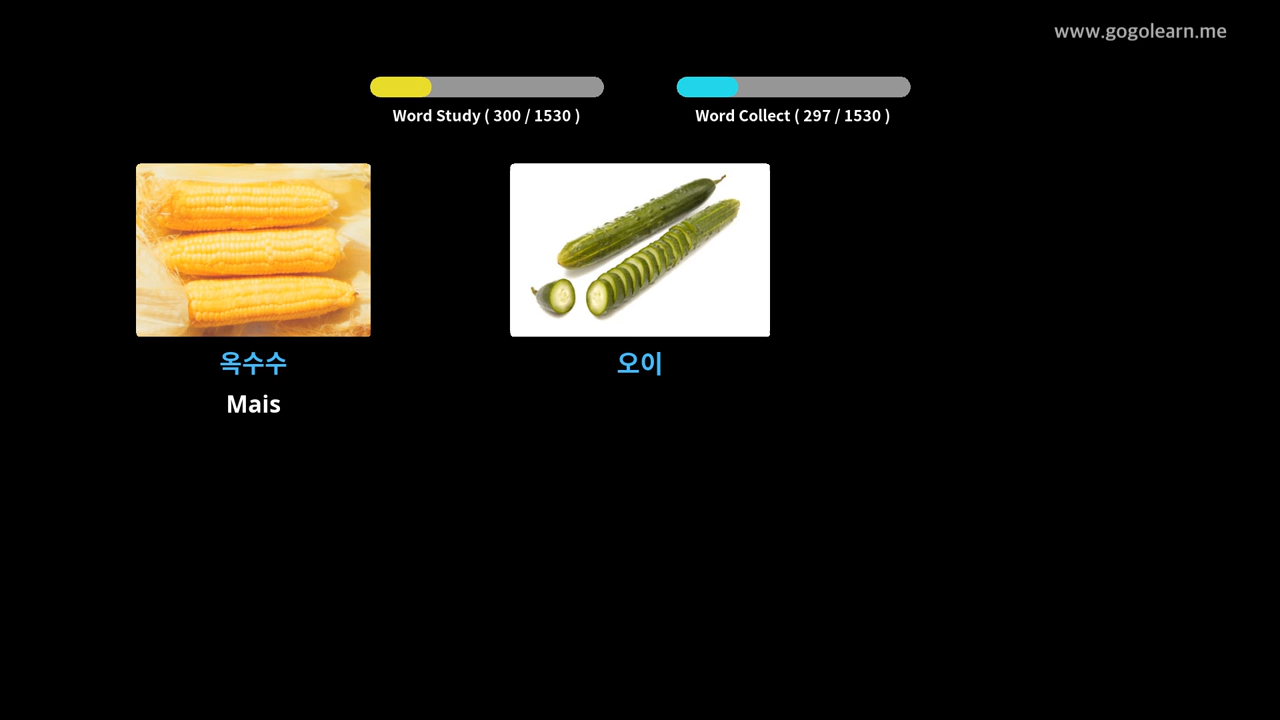 www.gogolearn.me
Word Study ( 300 / 1530 )
Word Collect ( 297 / 1530 )
옥수수
Mais
오이